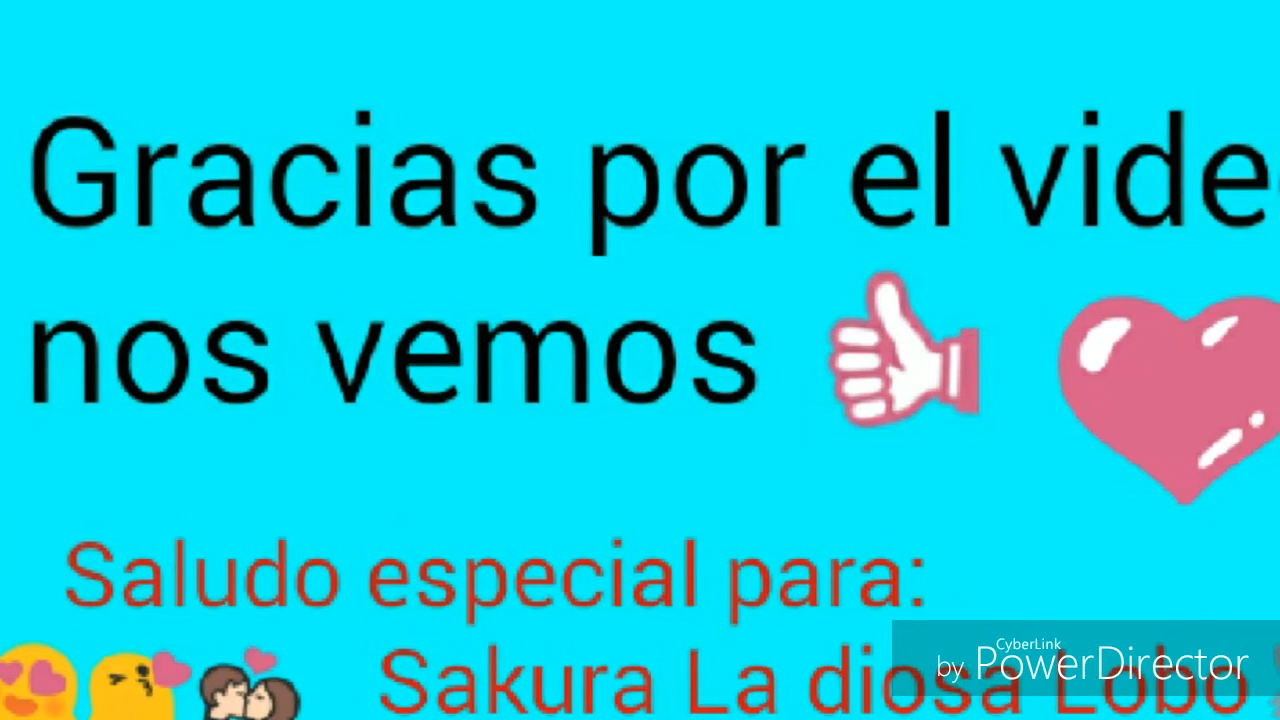 Gracias por el vide
nos vemos
Saludo especial para:
Sakura La diosa Lobo
CyberLink
by PowerDirector